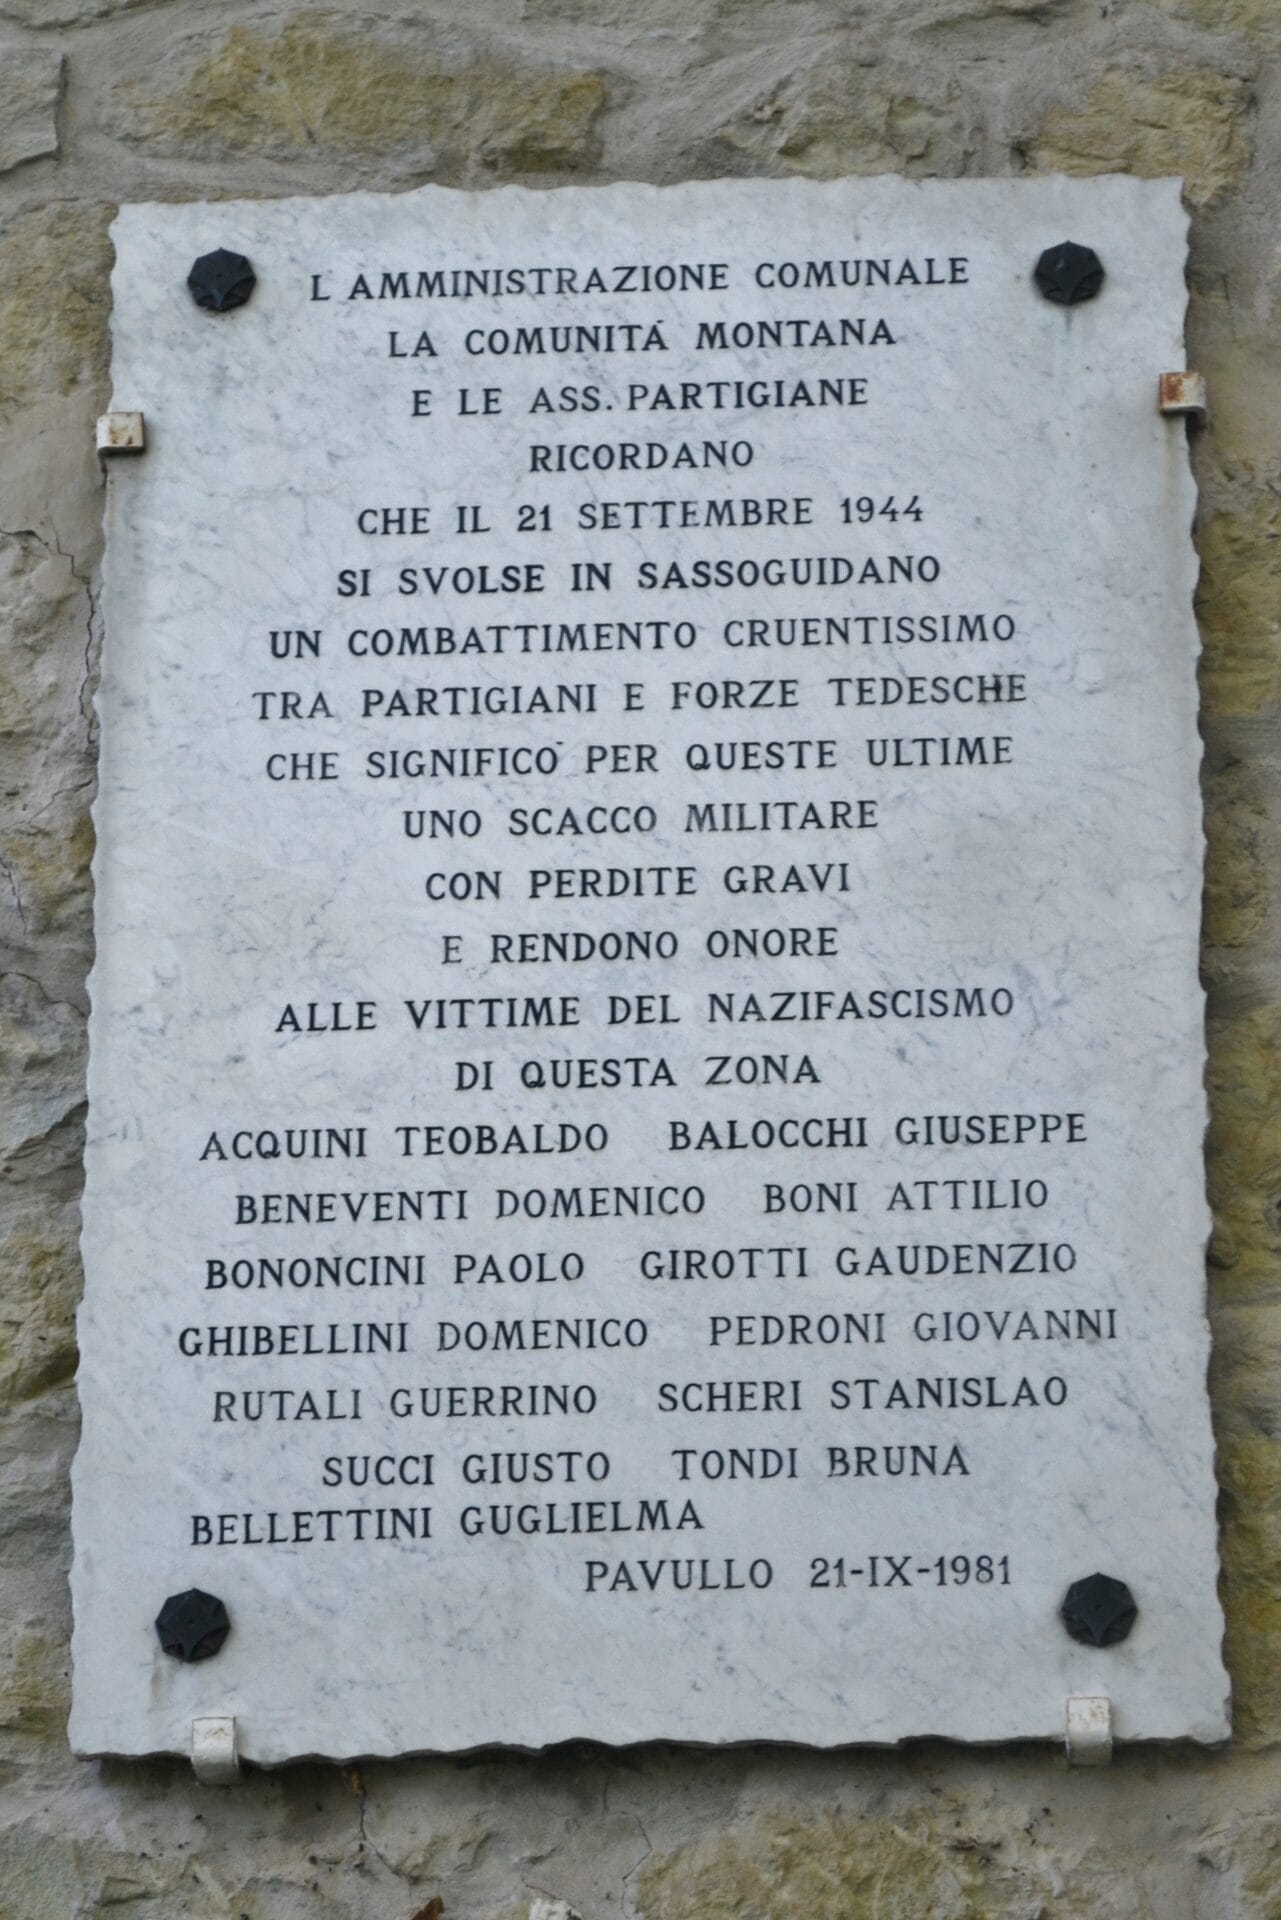 L AMMINISTRAZIONE COMUNALE
LA COMUNITÁ MONTANA
E LE ASS. PARTIGIANE
RICORDANO
CHE IL 21 SETTEMBRE 1944
SI SVOLSE IN SASSOGUIDANO
UN COMBATTIMENTO CRUENTISSIMO
TRA PARTIGIANI E FORZE TEDESCHE
CHE SIGNIFICÒ PER QUESTE ULTIME
UNO SCACCO MILITARE
CON PERDITE GRAVI
E RENDONO ONORE
ALLE VITTIME DEL NAZIFASCISMO
DI QUESTA ZONA
ACQUINI TEOBALDO BALOCCHI GIUSEPPE
BENEVENTI DOMENICO BONI ATTILIO
BONONCINI PAOLO GIROTTI GAUDENZIO
GHIBELLINI DOMENICO PEDRONI GIOVANNI
RUTALI GUERRINO SCHERI STANISLAO
SUCCI GIUSTO TONDI BRUNA
BELLETTINI GUGLIELMA
PAVULLO 21-IX-1981